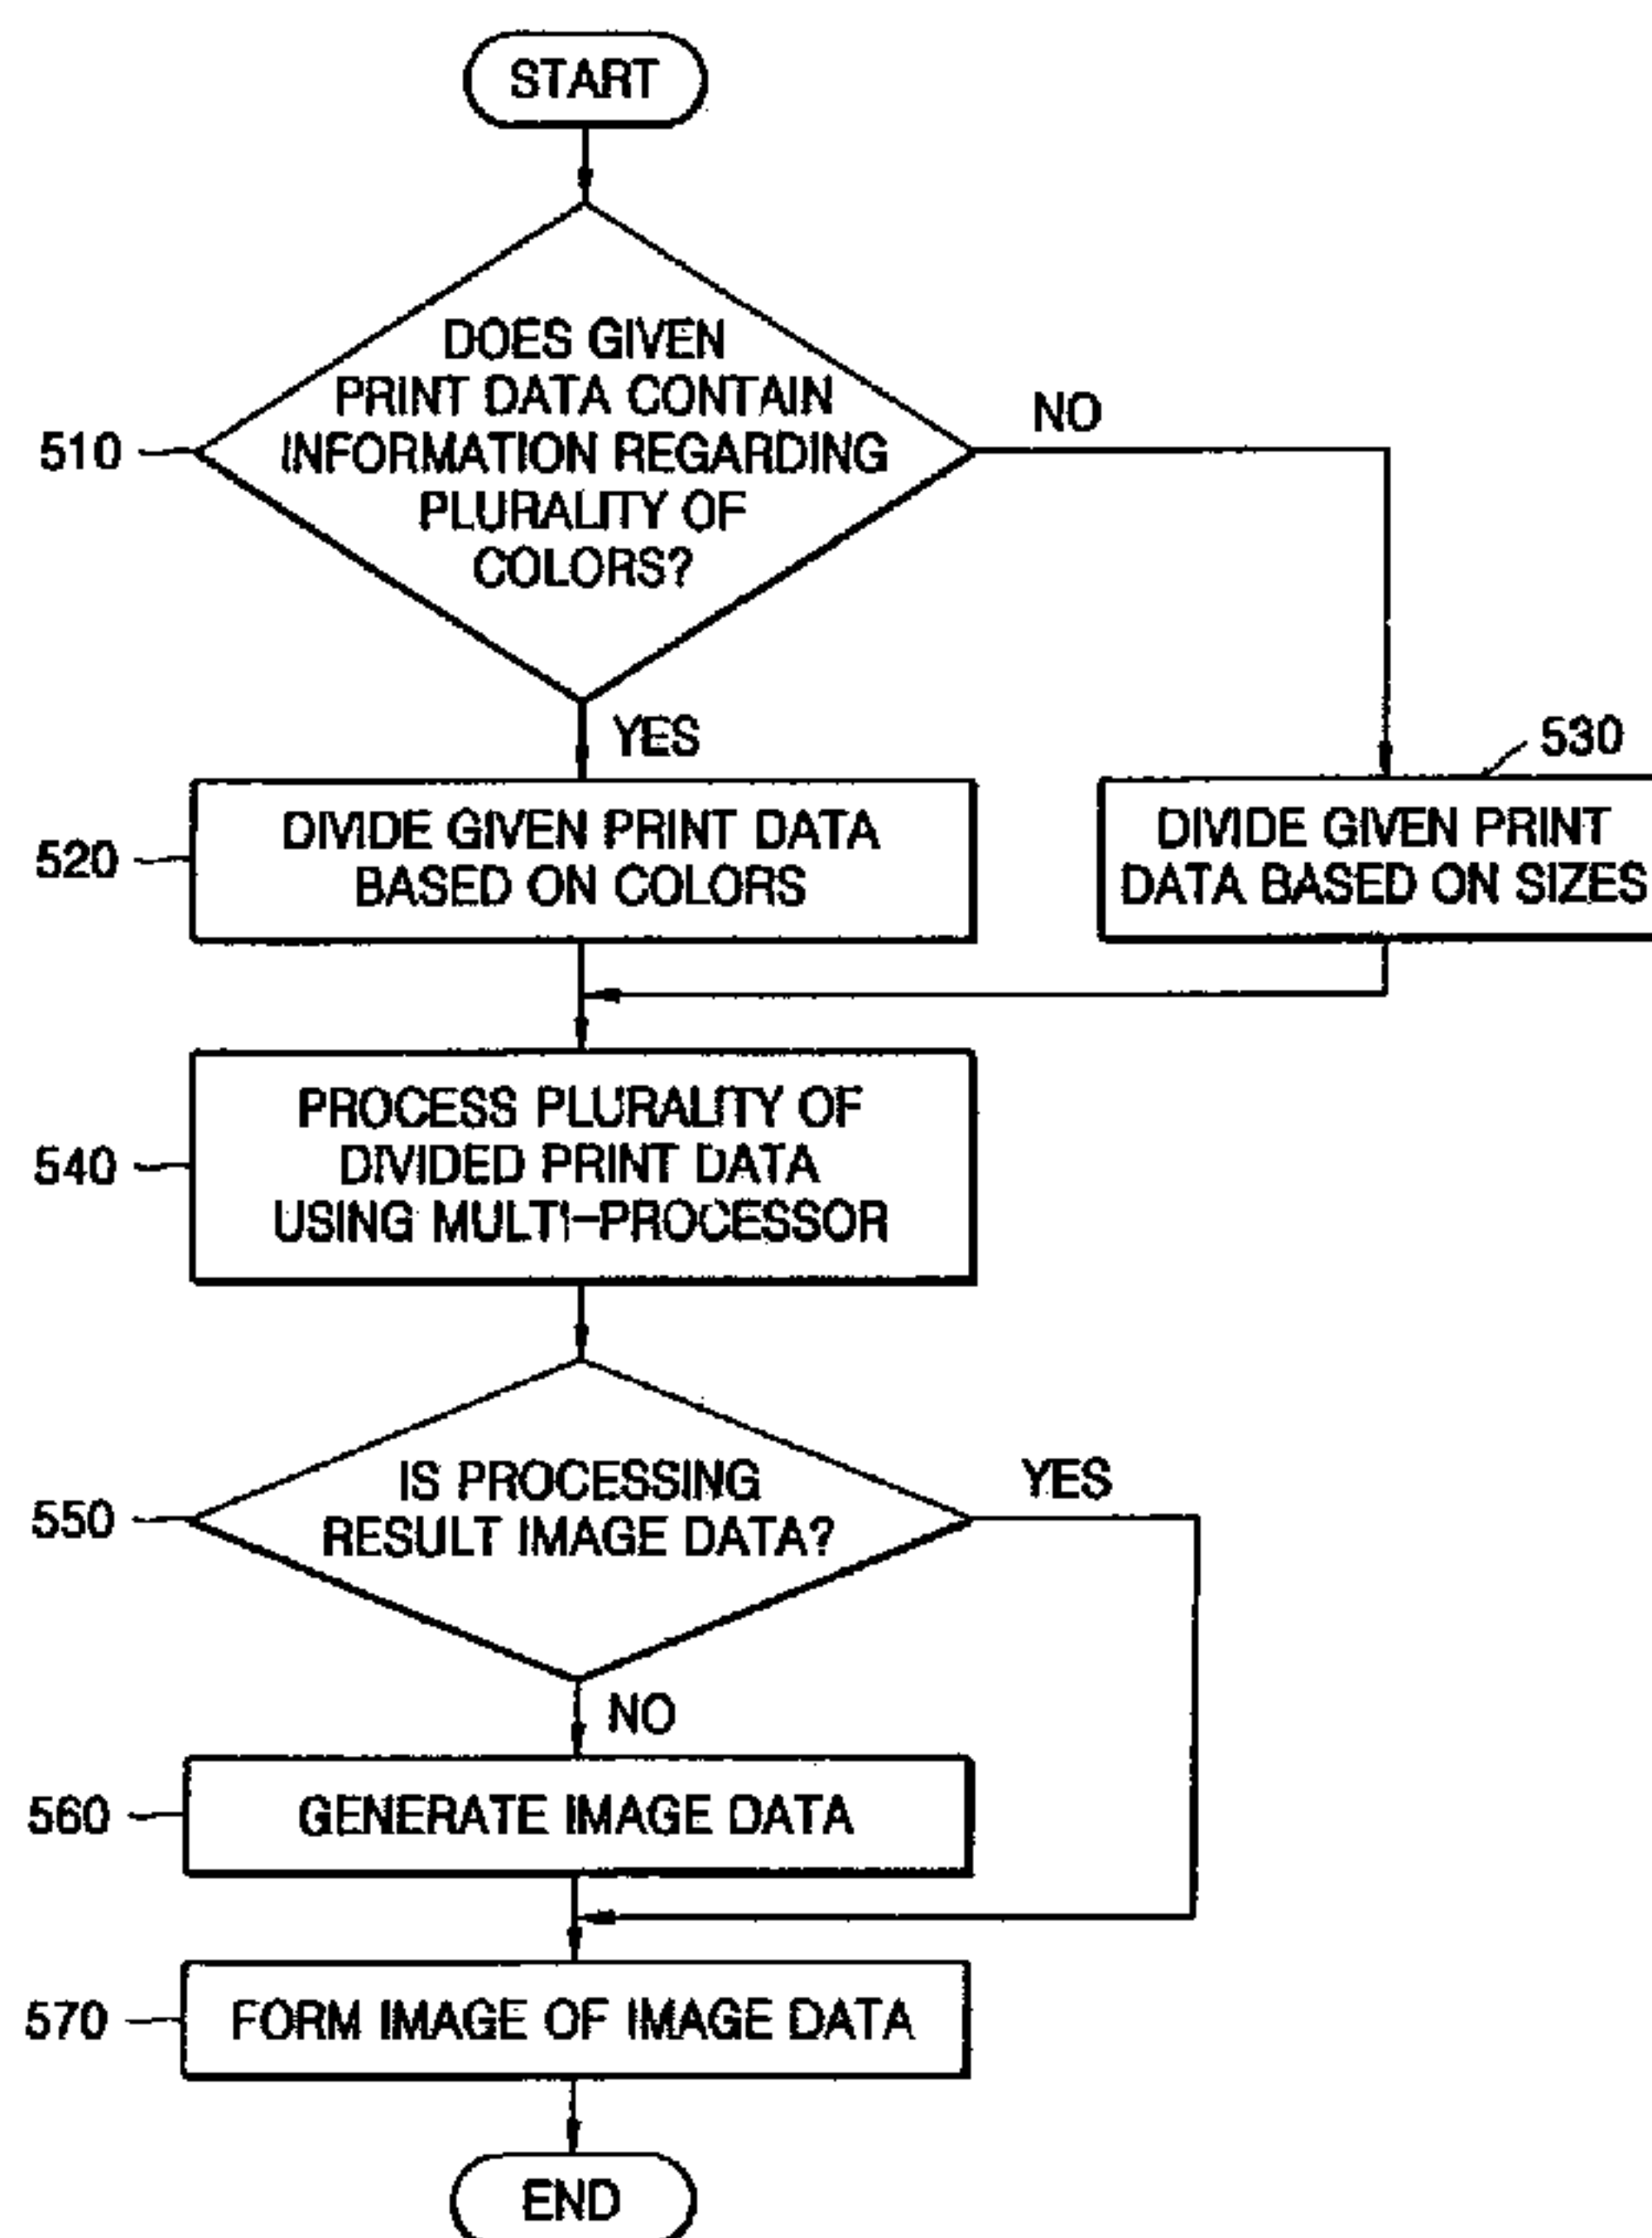 START
DOES GIVEN
PRINT DATA CONTAIN
INFORMATION REGARDING
PLURALITY OF
COLORS?
510
NO
YES
530
520
DIVIDE GIVEN PRINT DATA
BASED ON COLORS
DIVIDE GIVEN PRINT
DATA BASED ON SIZES
540
PROCESS PLURALITY OF
DIVIDED PRINT DATA
USING MULTI-PROCESSOR
550
IS PROCESSING
RESULT IMAGE DATA?
YES
NO
560
GENERATE IMAGE DATA
570
FORM IMAGE OF IMAGE DATA
END